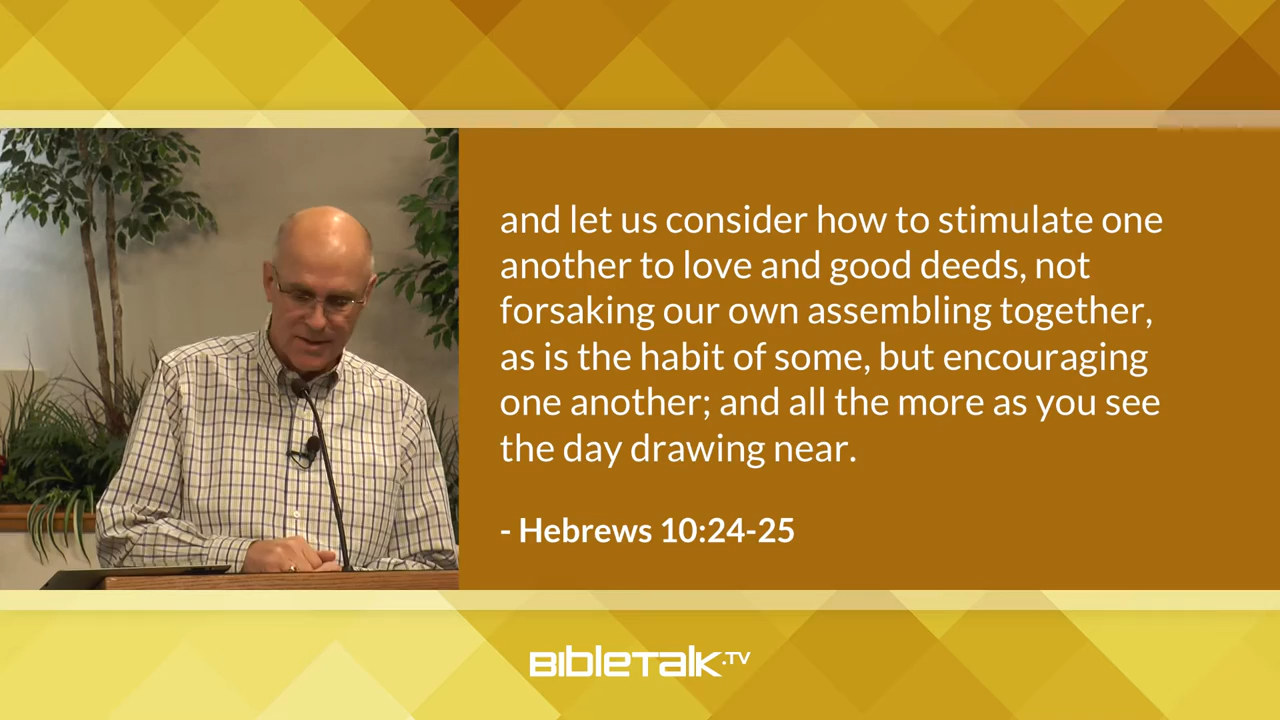 and let us consider how to stimulate one
another to love and good deeds, not
forsaking our own assembling together,
as is the habit of some, but encouraging
one another; and all the more as you see
the day drawing near.
- Hebrews 10:24-25
BibleTalk.TV